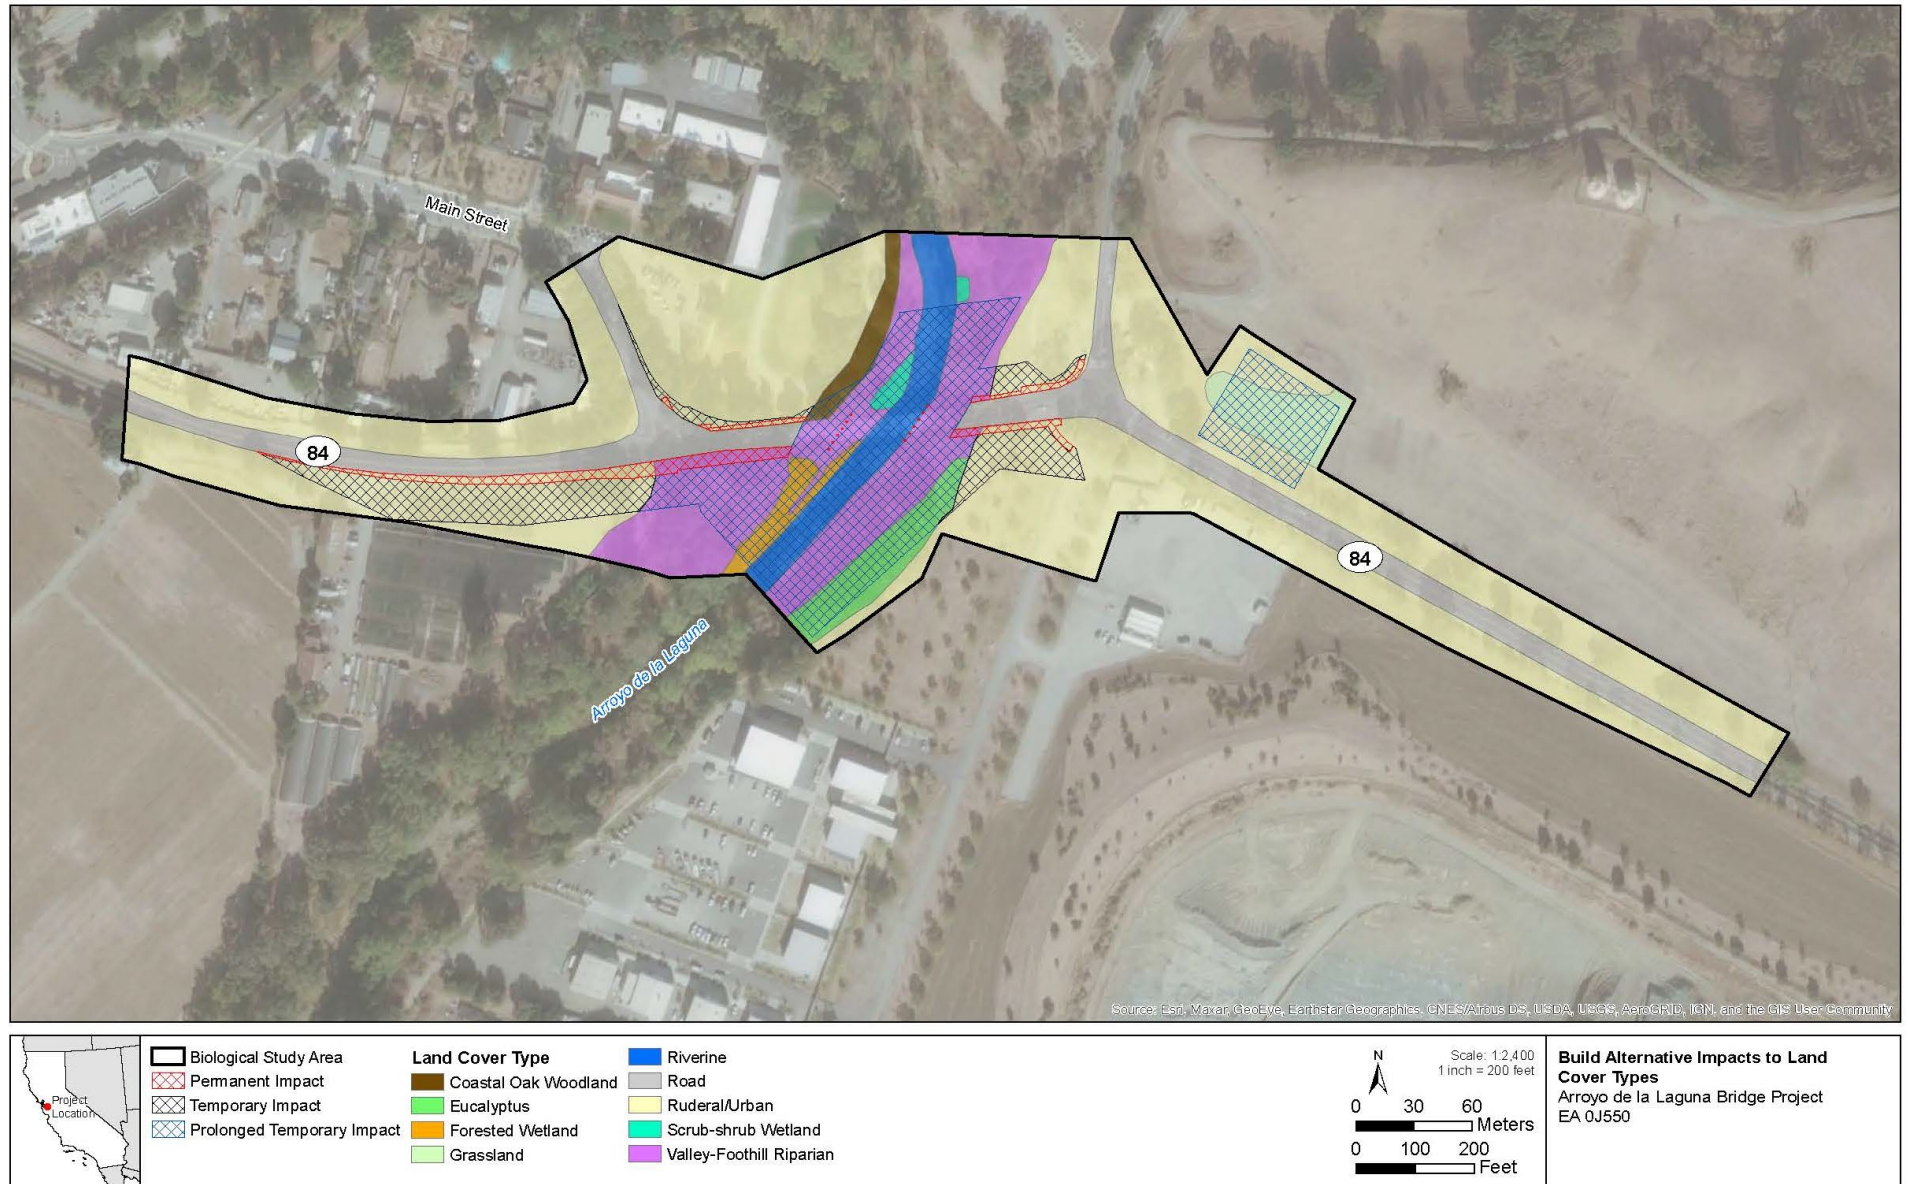 Main Street
84
84
Arroyo de la Laguna
Source: Esri, Maxar, GeoEye, Earthstar Geographics, CNES/Airbus DS, USDA, USGS, AeroGRID, IGN, and the GIS User Community
Project
Location
Biological Study Area
Permanent Impact
Temporary Impact
Prolonged Temporary Impact
Land Cover Type
Coastal Oak Woodland
Eucalyptus
Forested Wetland
Grassland
Riverine
Road
Ruderal/Urban
Scrub-shrub Wetland
Valley-Foothill Riparian
N
Scale: 1:2,400
1 inch = 200 feet
0 30 60
Meters
0 100 200
Feet
Build Alternative Impacts to Land
Cover Types
Arroyo de la Laguna Bridge Project
EA 0J550